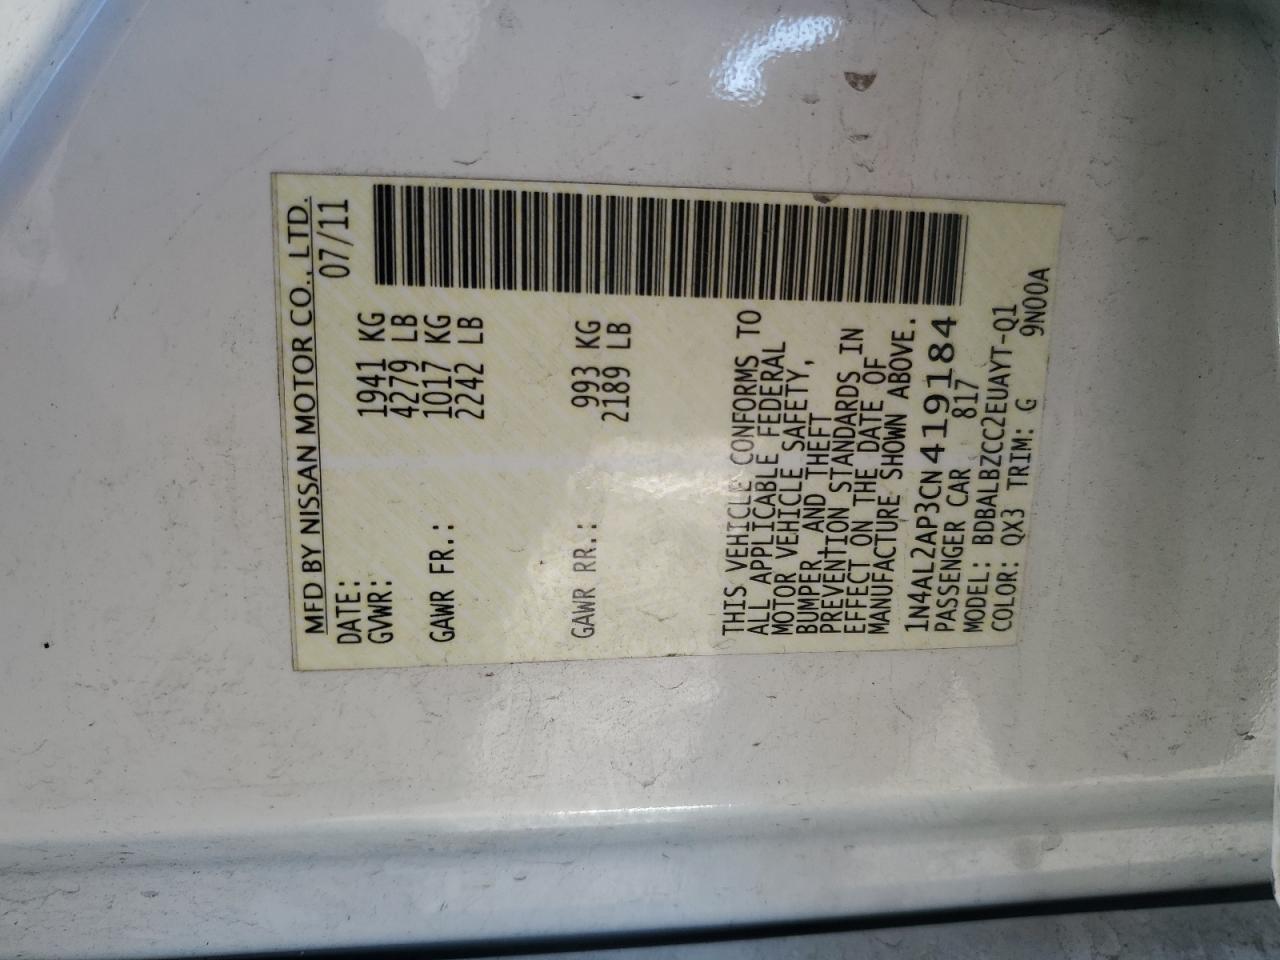 MFD BY NISSAN MOTOR CO., LTD.
DATE: 07/11
GVWR: 1941 KG
4279 LB
GAWR FR.: 1017 KG
2242 LB
GAWR RR.: 993 KG
2189 LB
THIS VEHICLE CONFORMS TO
ALL APPLICABLE FEDERAL
MOTOR VEHICLE SAFETY,
BUMPER AND THEFT
PREVENTION STANDARDS IN
EFFECT ON THE DATE OF
MANUFACTURE SHOWN ABOVE.
1N4AL2AP3CN419184
PASSENGER CAR 817
MODEL: BDBALBZCC2EUAYT-Q1
COLOR: QX3 TRIM: G 9N00A